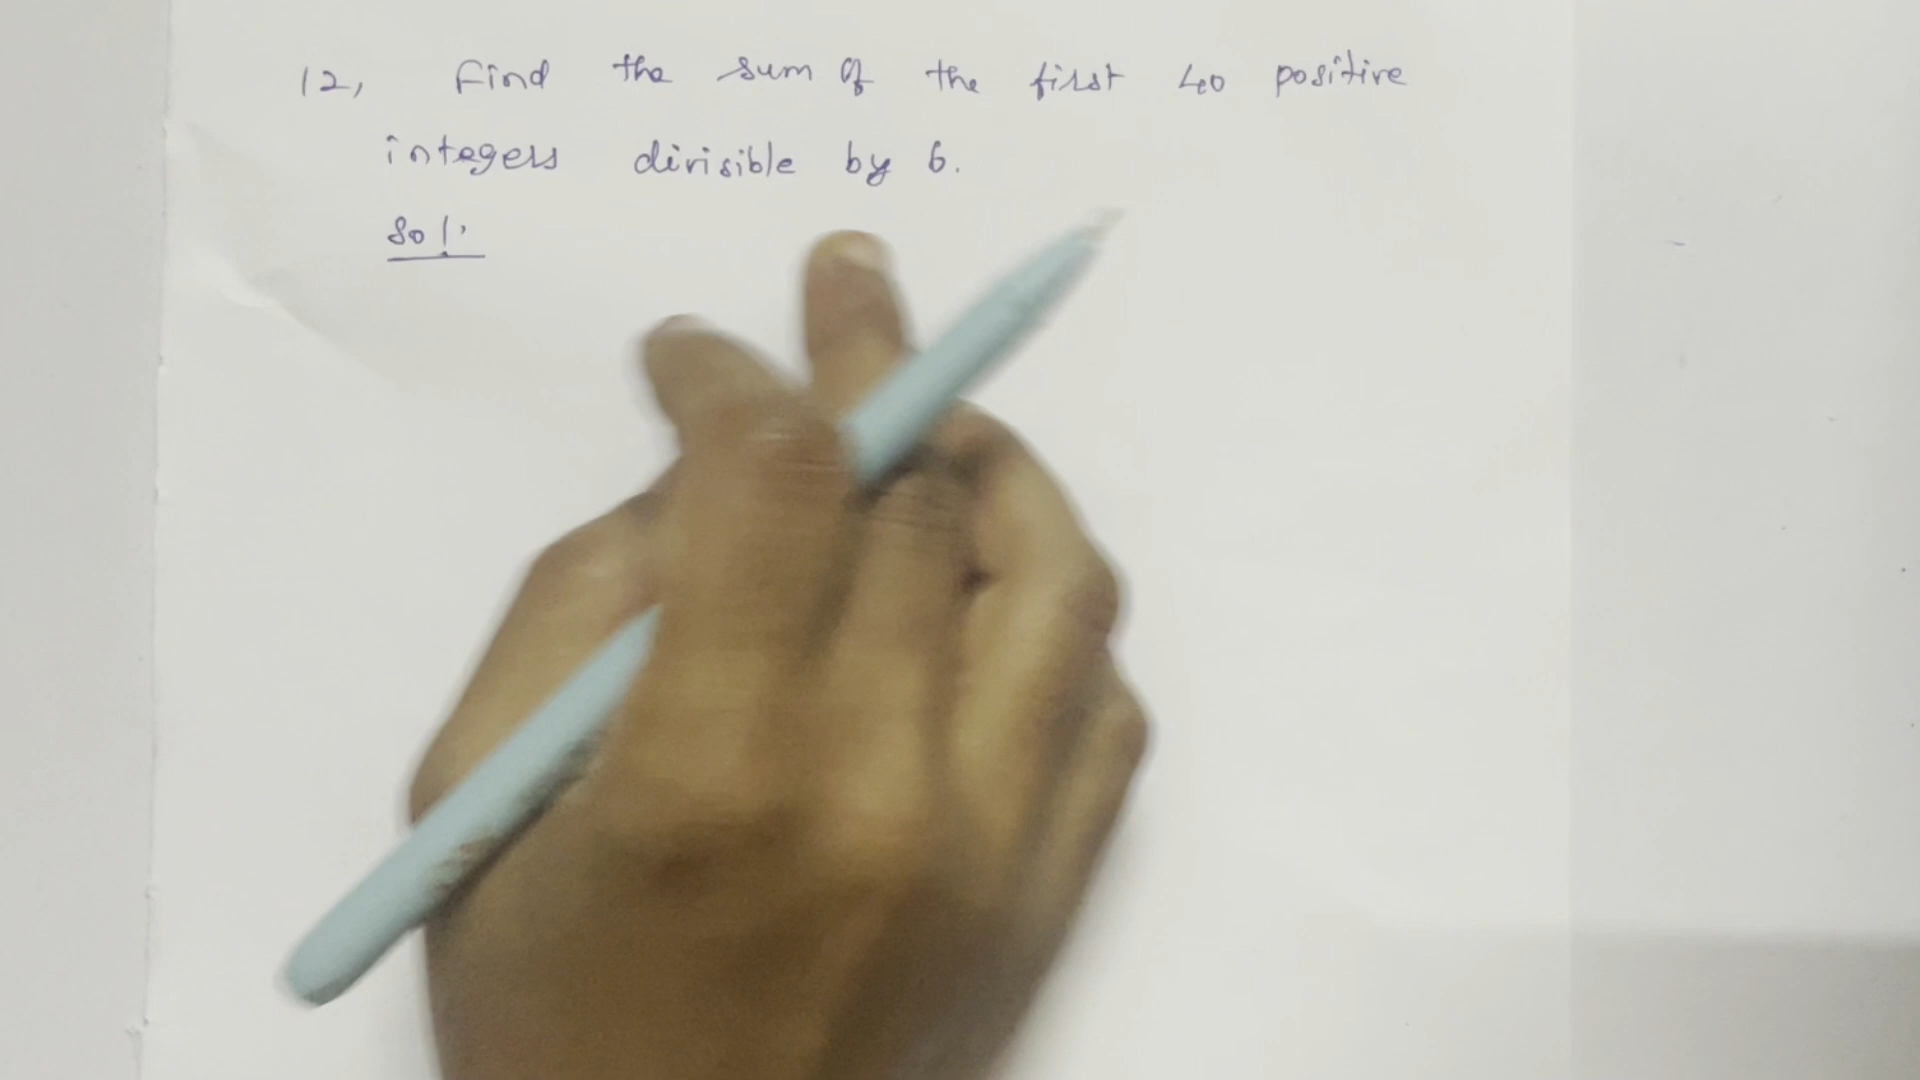 12, Find the sum of the first 40 positive
integers divisible by 6.
Sol: